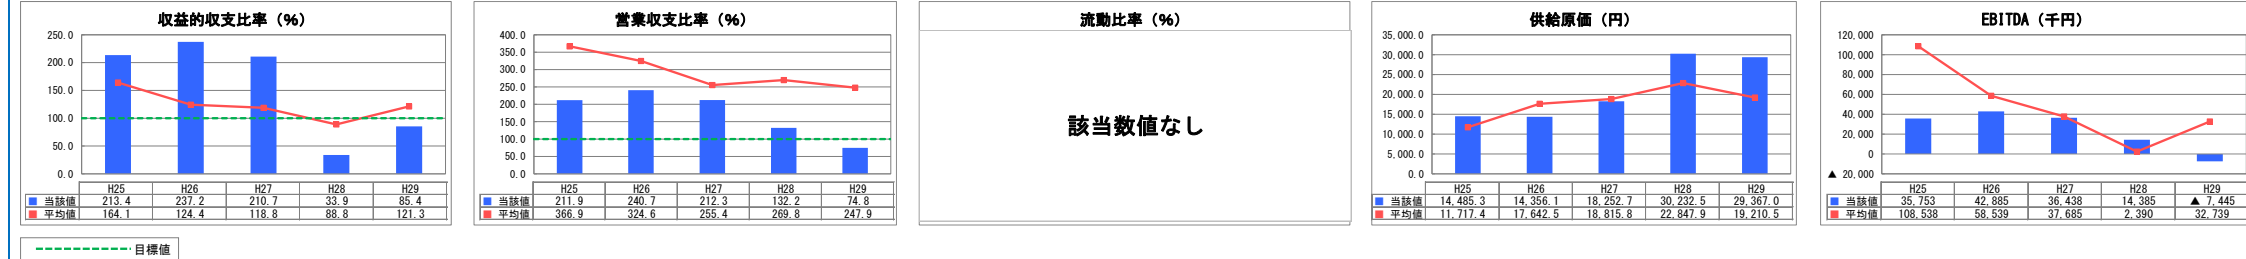 収益的収支比率（％）
250.0
200.0
150.0
100.0
50.0
0.0
H25 H26 H27 H28 H29
当該値 213.4 237.2 210.7 33.9 85.4
平均値 164.1 124.4 118.8 88.8 121.3
営業収支比率（％）
400.0
350.0
300.0
250.0
200.0
150.0
100.0
50.0
0.0
H25 H26 H27 H28 H29
当該値 211.9 240.7 212.3 132.2 74.8
平均値 366.9 324.6 255.4 269.8 247.9
流動比率（％）
該当数値なし
供給原価（円）
35,000.0
30,000.0
25,000.0
20,000.0
15,000.0
10,000.0
5,000.0
0.0
H25 H26 H27 H28 H29
当該値 14,485.3 14,356.1 18,252.7 30,232.5 29,367.0
平均値 11,717.4 17,642.5 18,815.8 22,847.9 19,210.5
EBITDA（千円）
120,000
100,000
80,000
60,000
40,000
20,000
0
▲ 20,000
H25 H26 H27 H28 H29
当該値 35,753 42,885 36,438 14,385 ▲ 7,445
平均値 108,538 58,539 37,685 2,390 32,739
目標値